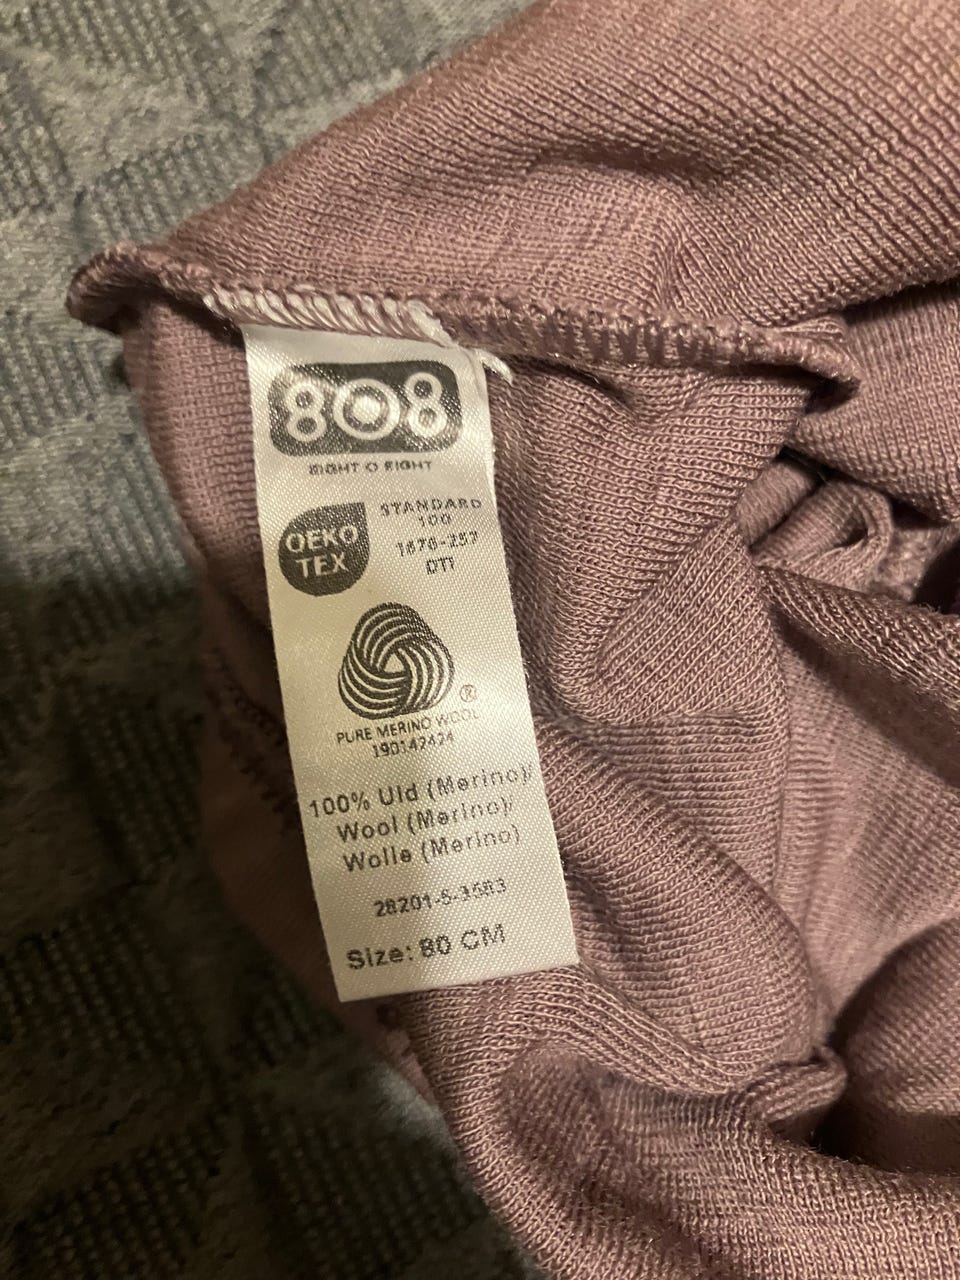 808
EIGHT O EIGHT
OEKO
TEX
STANDARD
100
1676-257
DTI
®
PURE MERINO WOOL
190142424
100% Uld (Merino)/
Wool (Merino)/
Wolle (Merino)
28201-5-3583
Size: 80 CM